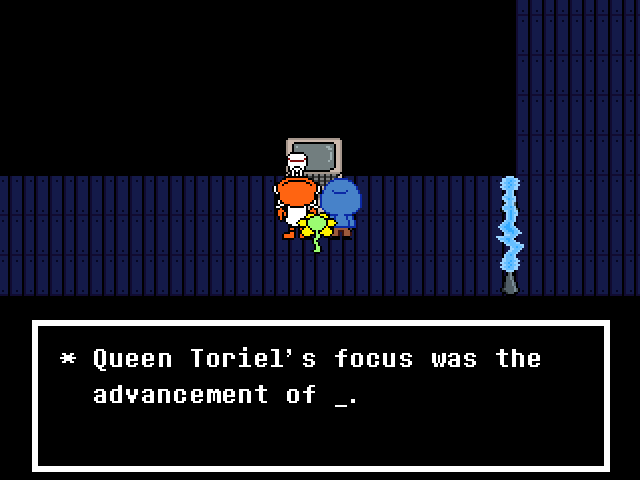 * Queen Toriel's focus was the
advancement of _.